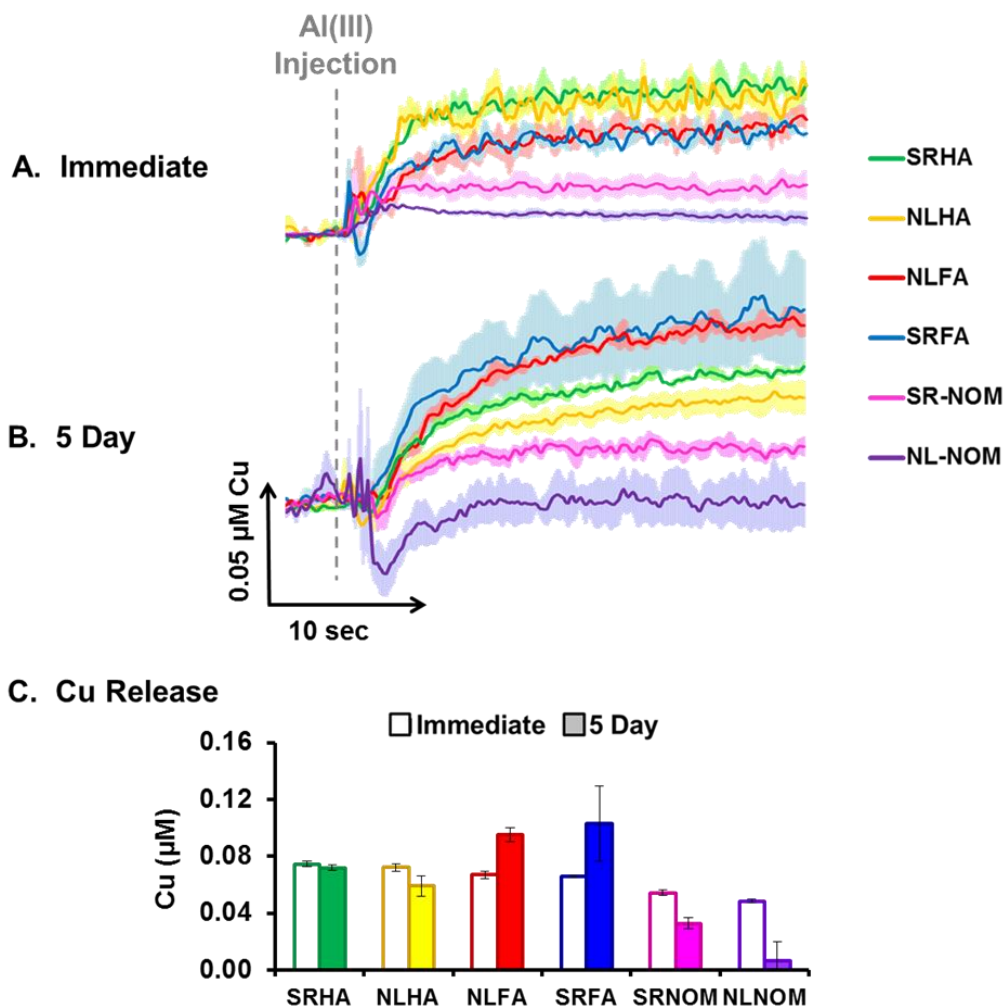 Al(III)
Injection
A. Immediate
SRHA
NLHA
NLFA
SRFA
SR-NOM
NL-NOM
B. 5 Day
0.05 µM Cu
10 sec
C. Cu Release
Immediate 5 Day
0.16
0.12
0.08
0.04
0.00
Cu (µM)
SRHA NLHA NLFA SRFA SRNOM NLNOM